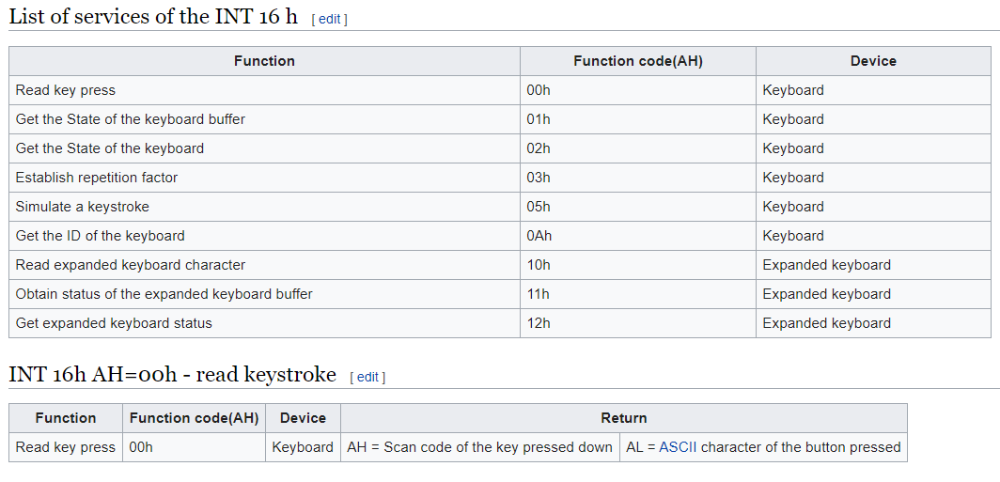 List of services of the INT 16 h [ edit ]
Function Function code(AH) Device
Read key press 00h Keyboard
Get the State of the keyboard buffer 01h Keyboard
Get the State of the keyboard 02h Keyboard
Establish repetition factor 03h Keyboard
Simulate a keystroke 05h Keyboard
Get the ID of the keyboard 0Ah Keyboard
Read expanded keyboard character 10h Expanded keyboard
Obtain status of the expanded keyboard buffer 11h Expanded keyboard
Get expanded keyboard status 12h Expanded keyboard
INT 16h AH=00h - read keystroke [ edit ]
Function Function code(AH) Device Return
Read key press 00h Keyboard AH = Scan code of the key pressed down AL = ASCII character of the button pressed